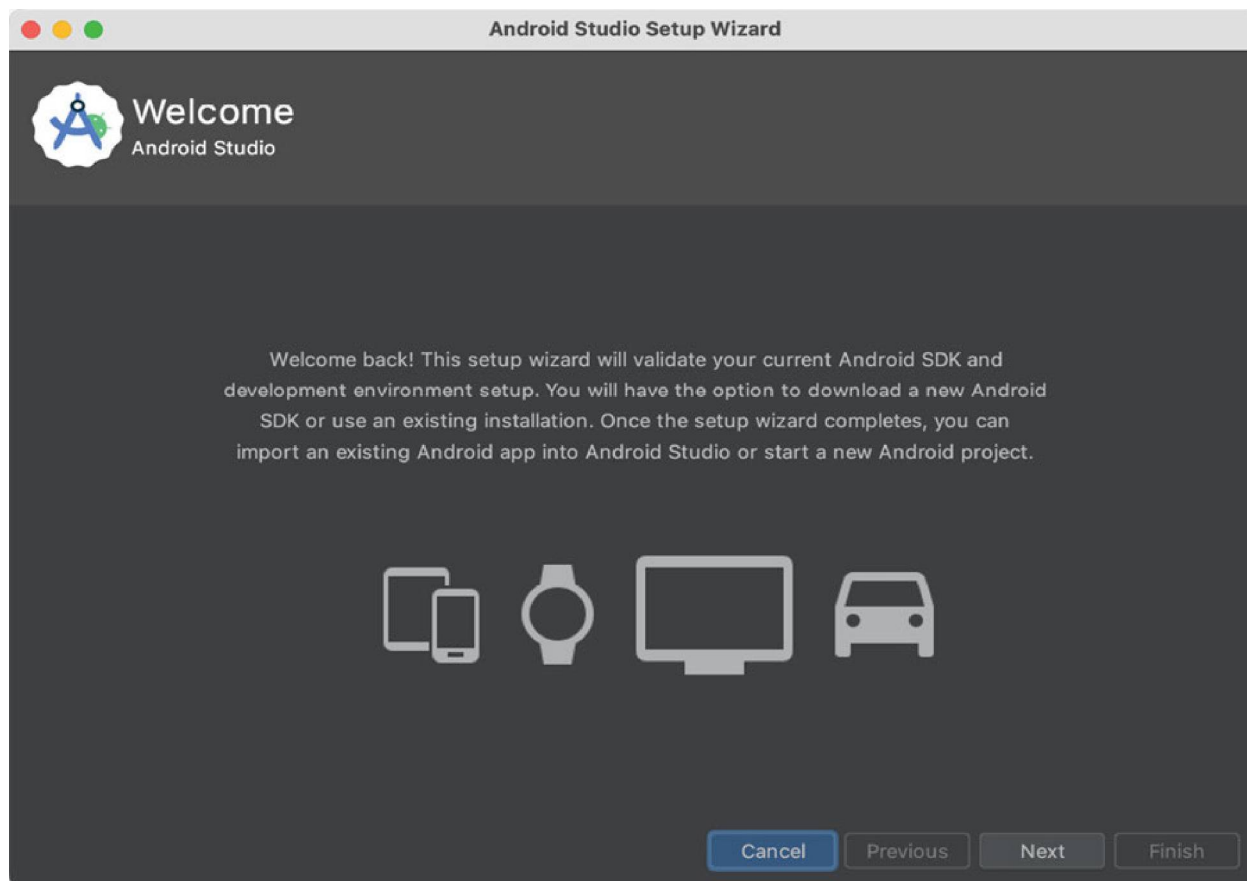 Android Studio Setup Wizard
Welcome
Android Studio
Welcome back! This setup wizard will validate your current Android SDK and
development environment setup. You will have the option to download a new Android
SDK or use an existing installation. Once the setup wizard completes, you can
import an existing Android app into Android Studio or start a new Android project.
Cancel Previous Next Finish